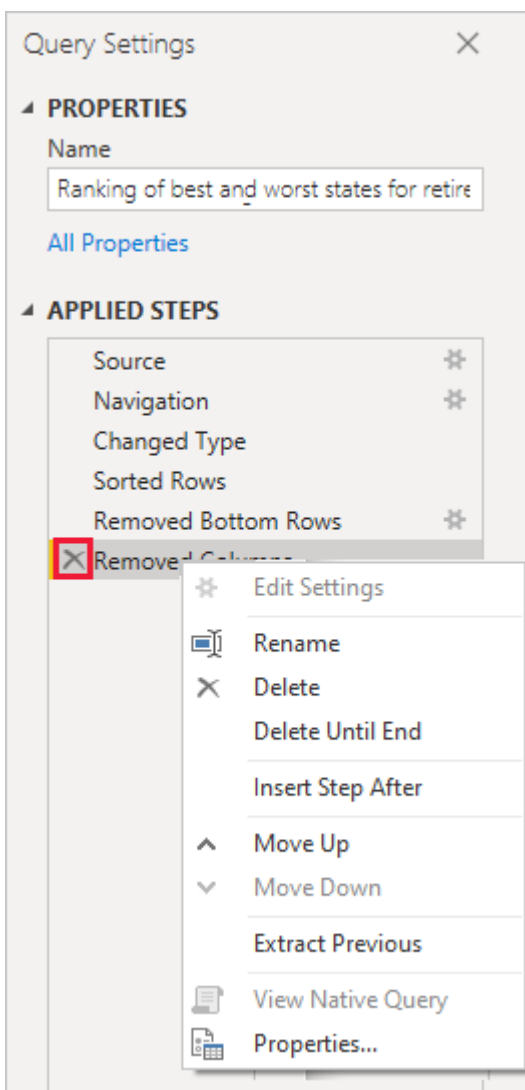 Query Settings
PROPERTIES
Name
Ranking of best and worst states for retire
All Properties
APPLIED STEPS
Source
Navigation
Changed Type
Sorted Rows
Removed Bottom Rows
Removed Columns
Edit Settings
Rename
Delete
Delete Until End
Insert Step After
Move Up
Move Down
Extract Previous
View Native Query
Properties...